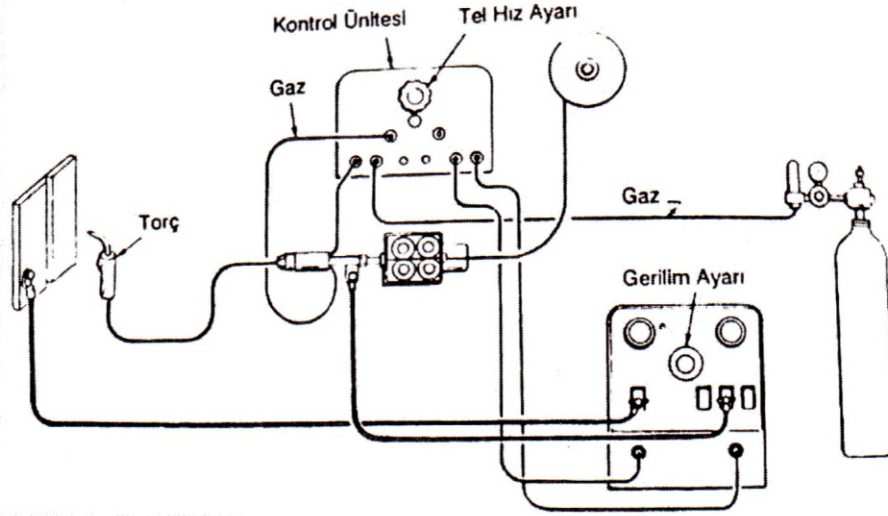 Kontrol Ünitesi
Tel Hız Ayarı
Gaz
Gaz
Torç
Gerilim Ayarı